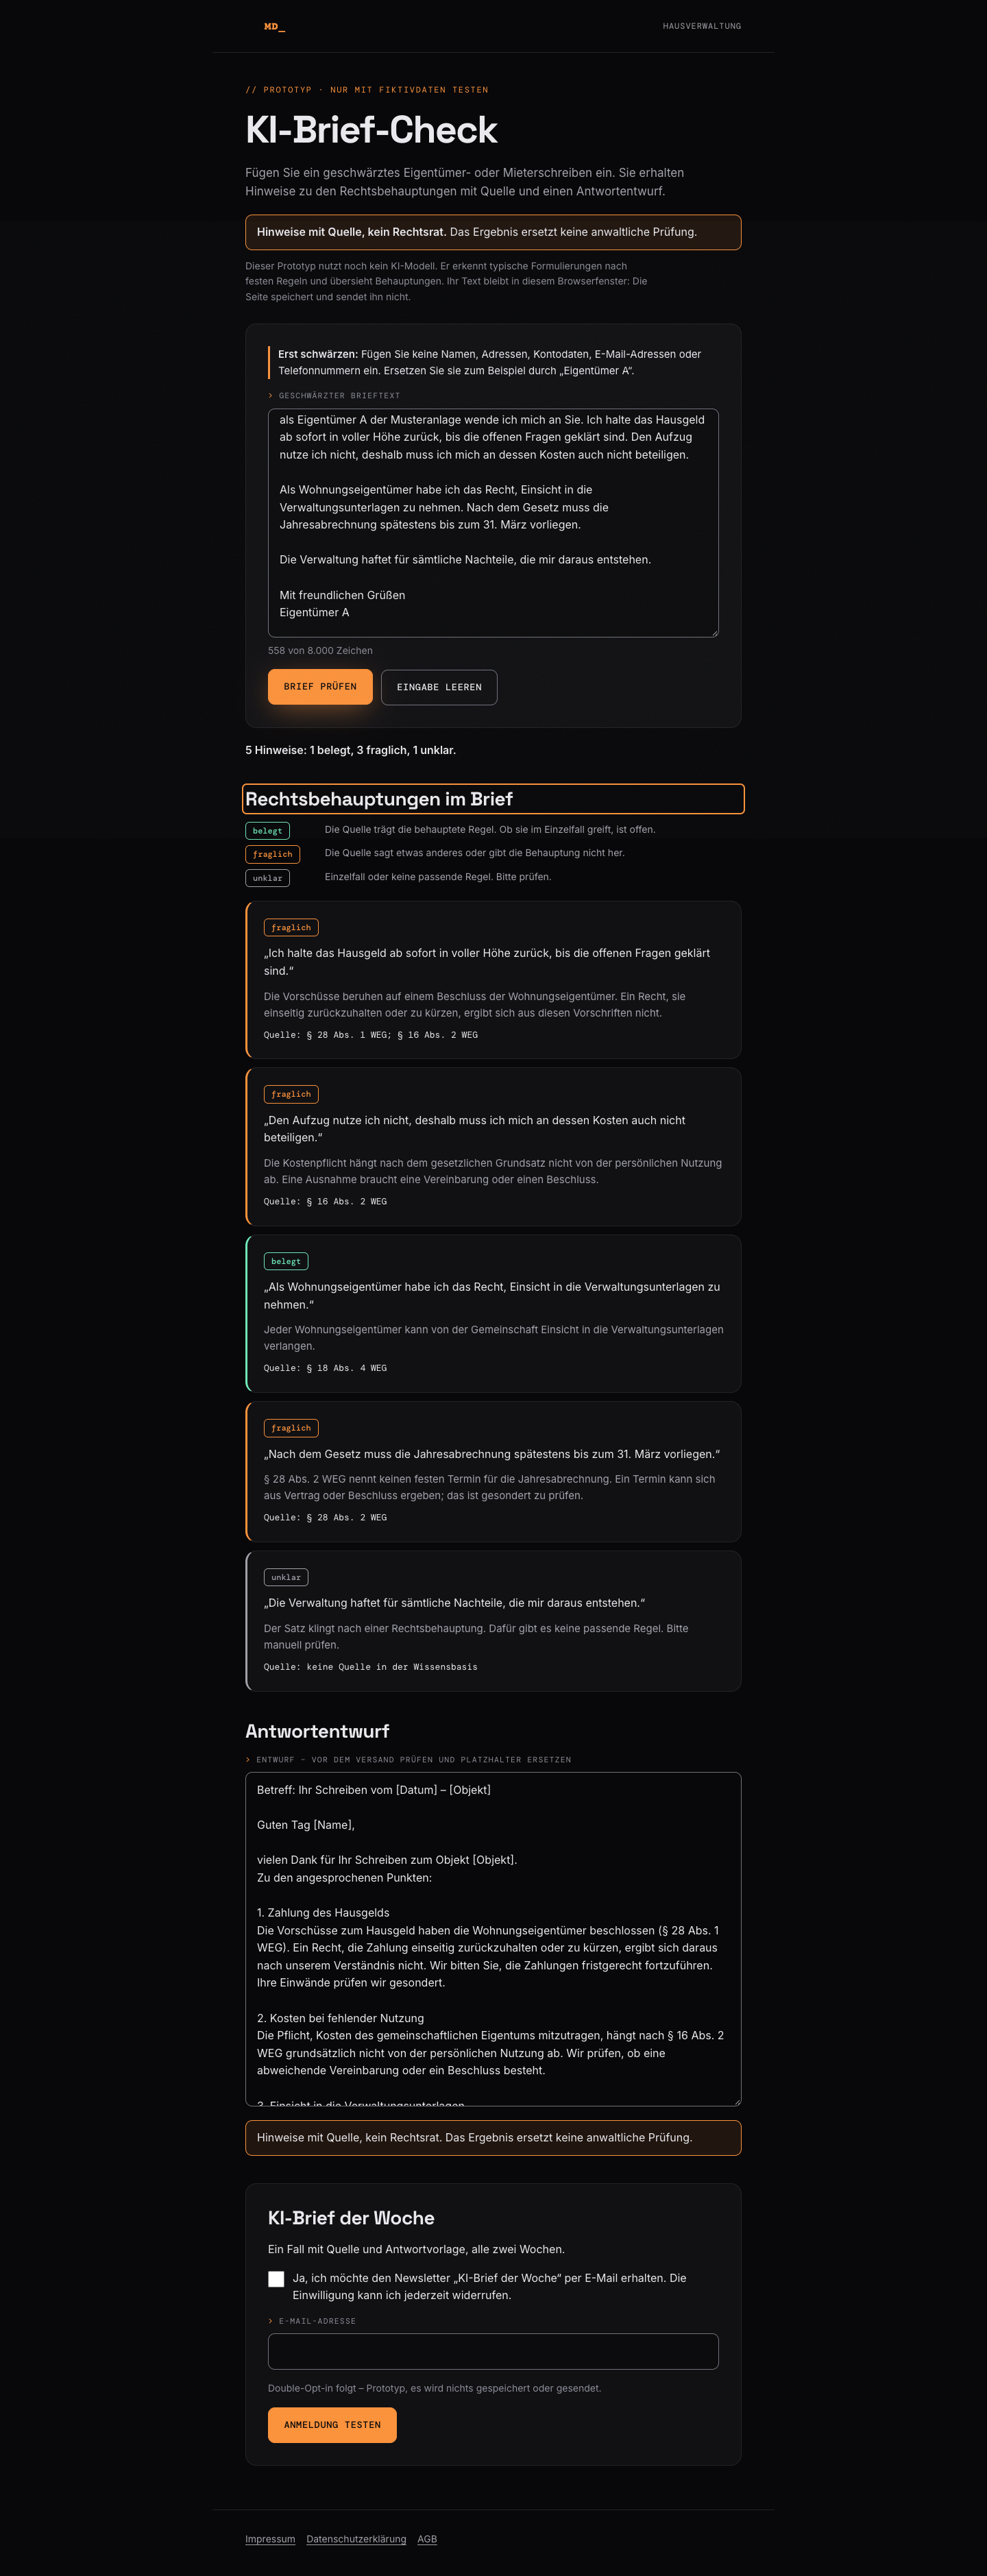 MD_
HAUSVERWALTUNG
// PROTOTYP · NUR MIT FIKTIVDATEN TESTEN
KI-Brief-Check
Fügen Sie ein geschwärztes Eigentümer- oder Mieterschreiben ein. Sie erhalten
Hinweise zu den Rechtsbehauptungen mit Quelle und einen Antwortentwurf.
Hinweise mit Quelle, kein Rechtsrat. Das Ergebnis ersetzt keine anwaltliche Prüfung.
Dieser Prototyp nutzt noch kein KI-Modell. Er erkennt typische Formulierungen nach
festen Regeln und übersieht Behauptungen. Ihr Text bleibt in diesem Browserfenster: Die
Seite speichert und sendet ihn nicht.
Erst schwärzen: Fügen Sie keine Namen, Adressen, Kontodaten, E-Mail-Adressen oder
Telefonnummern ein. Ersetzen Sie sie zum Beispiel durch „Eigentümer A“.
› GESCHWÄRZTER BRIEFTEXT
als Eigentümer A der Musteranlage wende ich mich an Sie. Ich halte das Hausgeld
ab sofort in voller Höhe zurück, bis die offenen Fragen geklärt sind. Den Aufzug
nutze ich nicht, deshalb muss ich mich an dessen Kosten auch nicht beteiligen.
Als Wohnungseigentümer habe ich das Recht, Einsicht in die
Verwaltungsunterlagen zu nehmen. Nach dem Gesetz muss die
Jahresabrechnung spätestens bis zum 31. März vorliegen.
Die Verwaltung haftet für sämtliche Nachteile, die mir daraus entstehen.
Mit freundlichen Grüßen
Eigentümer A
558 von 8.000 Zeichen
BRIEF PRÜFEN
EINGABE LEEREN
5 Hinweise: 1 belegt, 3 fraglich, 1 unklar.
Rechtsbehauptungen im Brief
belegt Die Quelle trägt die behauptete Regel. Ob sie im Einzelfall greift, ist offen.
fraglich Die Quelle sagt etwas anderes oder gibt die Behauptung nicht her.
unklar Einzelfall oder keine passende Regel. Bitte prüfen.
fraglich
„Ich halte das Hausgeld ab sofort in voller Höhe zurück, bis die offenen Fragen geklärt
sind.“
Die Vorschüsse beruhen auf einem Beschluss der Wohnungseigentümer. Ein Recht, sie
einseitig zurückzuhalten oder zu kürzen, ergibt sich aus diesen Vorschriften nicht.
Quelle: § 28 Abs. 1 WEG; § 16 Abs. 2 WEG
fraglich
„Den Aufzug nutze ich nicht, deshalb muss ich mich an dessen Kosten auch nicht
beteiligen.“
Die Kostenpflicht hängt nach dem gesetzlichen Grundsatz nicht von der persönlichen Nutzung
ab. Eine Ausnahme braucht eine Vereinbarung oder einen Beschluss.
Quelle: § 16 Abs. 2 WEG
belegt
„Als Wohnungseigentümer habe ich das Recht, Einsicht in die Verwaltungsunterlagen zu
nehmen.“
Jeder Wohnungseigentümer kann von der Gemeinschaft Einsicht in die Verwaltungsunterlagen
verlangen.
Quelle: § 18 Abs. 4 WEG
fraglich
„Nach dem Gesetz muss die Jahresabrechnung spätestens bis zum 31. März vorliegen.“
§ 28 Abs. 2 WEG nennt keinen festen Termin für die Jahresabrechnung. Ein Termin kann sich
aus Vertrag oder Beschluss ergeben; das ist gesondert zu prüfen.
Quelle: § 28 Abs. 2 WEG
unklar
„Die Verwaltung haftet für sämtliche Nachteile, die mir daraus entstehen.“
Der Satz klingt nach einer Rechtsbehauptung. Dafür gibt es keine passende Regel. Bitte
manuell prüfen.
Quelle: keine Quelle in der Wissensbasis
Antwortentwurf
› ENTWURF – VOR DEM VERSAND PRÜFEN UND PLATZHALTER ERSETZEN
Betreff: Ihr Schreiben vom [Datum] – [Objekt]
Guten Tag [Name],
vielen Dank für Ihr Schreiben zum Objekt [Objekt].
Zu den angesprochenen Punkten:
1. Zahlung des Hausgelds
Die Vorschüsse zum Hausgeld haben die Wohnungseigentümer beschlossen (§ 28 Abs. 1
WEG). Ein Recht, die Zahlung einseitig zurückzuhalten oder zu kürzen, ergibt sich daraus
nach unserem Verständnis nicht. Wir bitten Sie, die Zahlungen fristgerecht fortzuführen.
Ihre Einwände prüfen wir gesondert.
2. Kosten bei fehlender Nutzung
Die Pflicht, Kosten des gemeinschaftlichen Eigentums mitzutragen, hängt nach § 16 Abs. 2
WEG grundsätzlich nicht von der persönlichen Nutzung ab. Wir prüfen, ob eine
abweichende Vereinbarung oder ein Beschluss besteht.
3. Einsicht in die Verwaltungsunterlagen
Hinweise mit Quelle, kein Rechtsrat. Das Ergebnis ersetzt keine anwaltliche Prüfung.
KI-Brief der Woche
Ein Fall mit Quelle und Antwortvorlage, alle zwei Wochen.
Ja, ich möchte den Newsletter „KI-Brief der Woche“ per E-Mail erhalten. Die
Einwilligung kann ich jederzeit widerrufen.
› E-MAIL-ADRESSE
Double-Opt-in folgt – Prototyp, es wird nichts gespeichert oder gesendet.
ANMELDUNG TESTEN
Impressum Datenschutzerklärung AGB